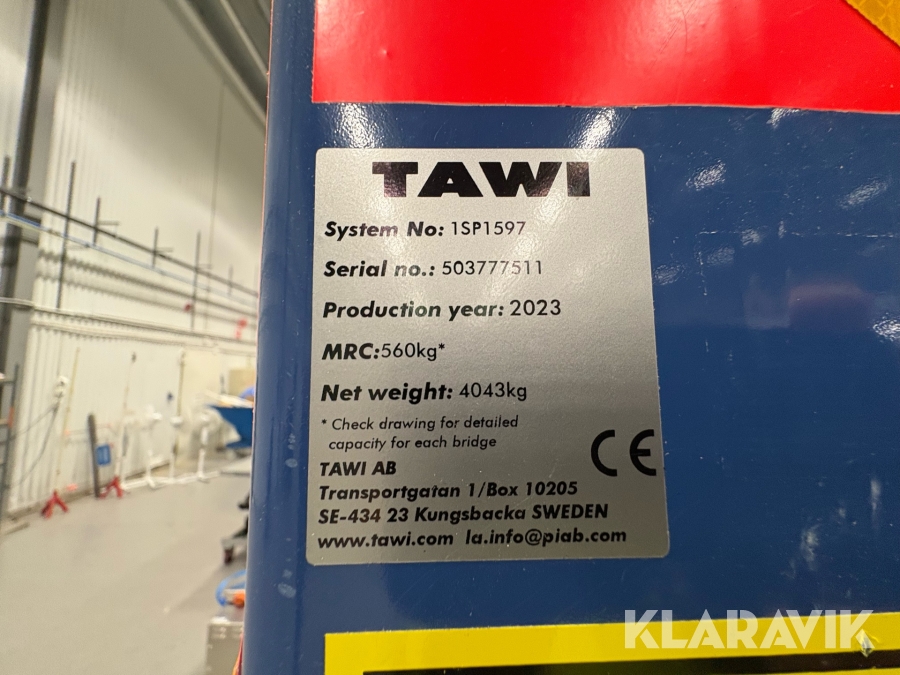 TAWI
System No: 1SP1597
Serial no.: 503777511
Production year: 2023
MRC:560kg*
Net weight: 4043kg
* Check drawing for detailed
capacity for each bridge
CE
TAWI AB
Transportgatan 1/Box 10205
SE-434 23 Kungsbacka SWEDEN
www.tawi.com la.info@piab.com
KLARAVIK